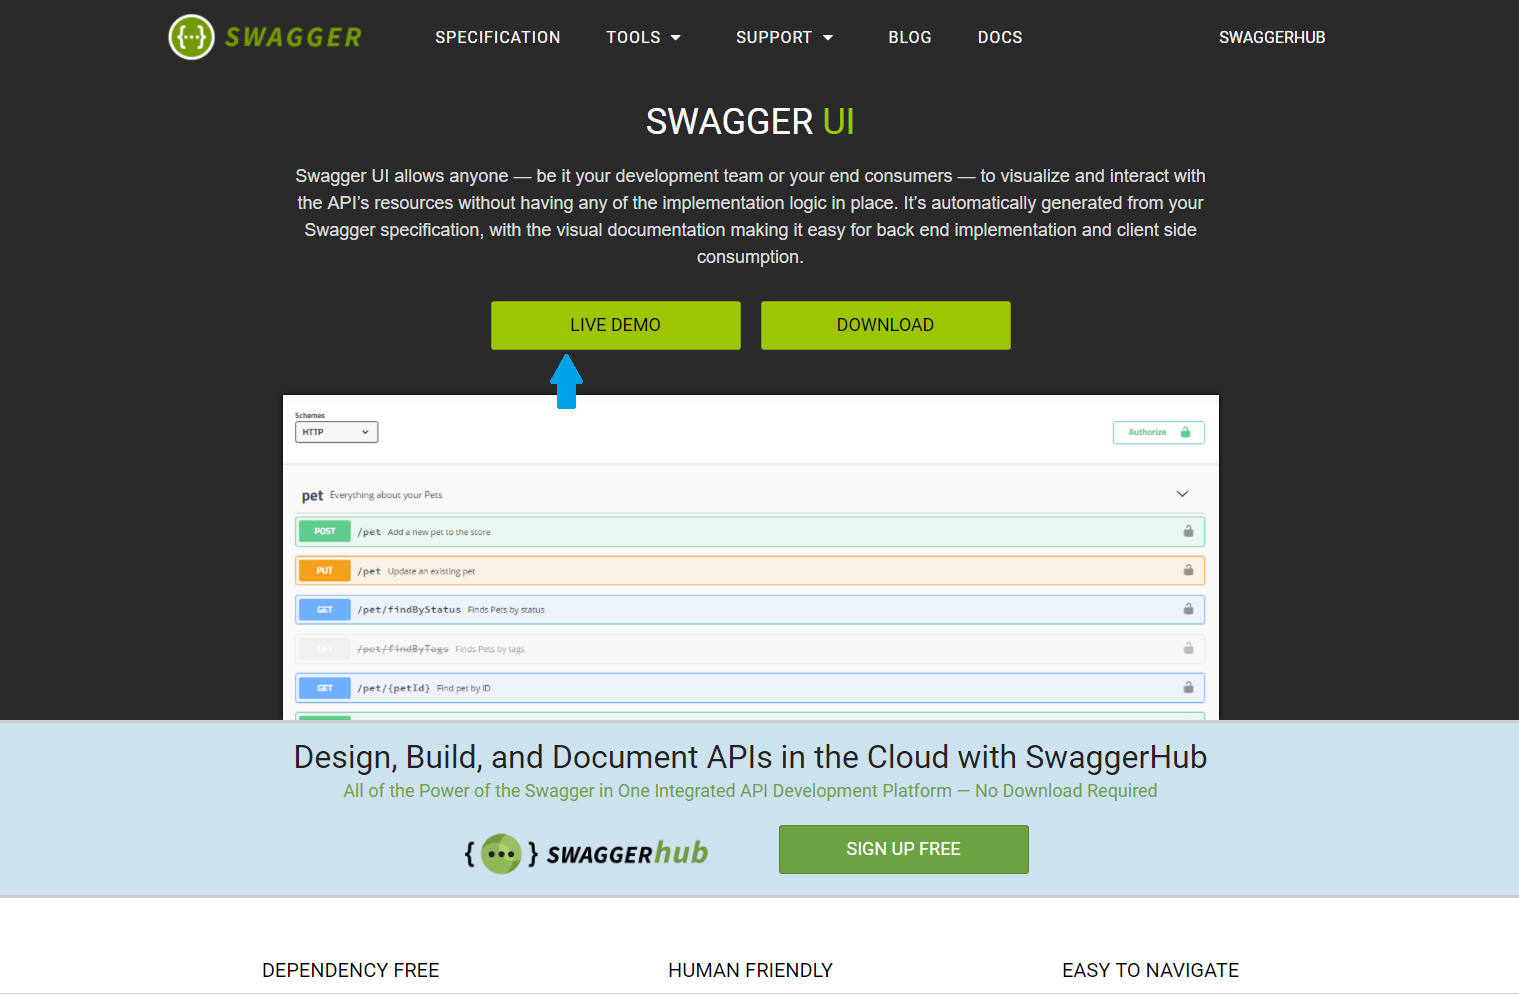 SWAGGER
SPECIFICATION
TOOLS
SUPPORT
BLOG
DOCS
SWAGGERHUB
SWAGGER UI
Swagger UI allows anyone — be it your development team or your end consumers — to visualize and interact with
the API’s resources without having any of the implementation logic in place. It’s automatically generated from your
Swagger specification, with the visual documentation making it easy for back end implementation and client side
consumption.
LIVE DEMO
DOWNLOAD
Schemes
HTTP
Authorize
pet Everything about your Pets
POST /pet Add a new pet to the store
PUT /pet Update an existing pet
GET /pet/findByStatus Finds Pets by status
GET /pet/findByTags Finds Pets by tags
GET /pet/{petId} Find pet by ID
Design, Build, and Document APIs in the Cloud with SwaggerHub
All of the Power of the Swagger in One Integrated API Development Platform — No Download Required
{...} SWAGGERhub
SIGN UP FREE
DEPENDENCY FREE
HUMAN FRIENDLY
EASY TO NAVIGATE